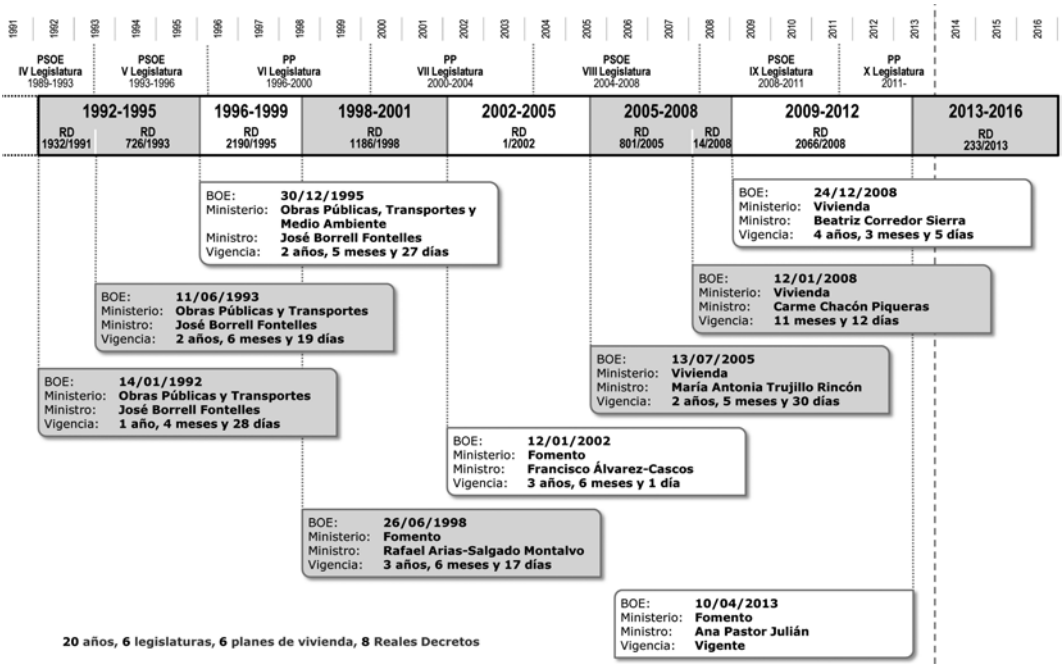 1991 1992 1993 1994 1995 1996 1997 1998 1999 2000 2001 2002 2003 2004 2005 2006 2007 2008 2009 2010 2011 2012 2013 2014 2015 2016
PSOE
IV Legislatura
1989-1993
PSOE
V Legislatura
1993-1996
PP
VI Legislatura
1996-2000
PP
VII Legislatura
2000-2004
PSOE
VIII Legislatura
2004-2008
PSOE
IX Legislatura
2008-2011
PP
X Legislatura
2011-
1992-1995
RD
1932/1991
RD
726/1993
1996-1999
RD
2190/1995
1998-2001
RD
1186/1998
2002-2005
RD
1/2002
2005-2008
RD
801/2005
RD
14/2008
2009-2012
RD
2066/2008
2013-2016
RD
233/2013
BOE: 30/12/1995
Ministerio: Obras Públicas, Transportes y
Medio Ambiente
Ministro: José Borrell Fontelles
Vigencia: 2 años, 5 meses y 27 días
BOE: 24/12/2008
Ministerio: Vivienda
Ministro: Beatriz Corredor Sierra
Vigencia: 4 años, 3 meses y 5 días
BOE: 11/06/1993
Ministerio: Obras Públicas y Transportes
Ministro: José Borrell Fontelles
Vigencia: 2 años, 6 meses y 19 días
BOE: 12/01/2008
Ministerio: Vivienda
Ministro: Carme Chacón Piqueras
Vigencia: 11 meses y 12 días
BOE: 14/01/1992
Ministerio: Obras Públicas y Transportes
Ministro: José Borrell Fontelles
Vigencia: 1 año, 4 meses y 28 días
BOE: 13/07/2005
Ministerio: Vivienda
Ministro: María Antonia Trujillo Rincón
Vigencia: 2 años, 5 meses y 30 días
BOE: 12/01/2002
Ministerio: Fomento
Ministro: Francisco Álvarez-Cascos
Vigencia: 3 años, 6 meses y 1 día
BOE: 26/06/1998
Ministerio: Fomento
Ministro: Rafael Arias-Salgado Montalvo
Vigencia: 3 años, 6 meses y 17 días
BOE: 10/04/2013
Ministerio: Fomento
Ministro: Ana Pastor Julián
Vigencia: Vigente
20 años, 6 legislaturas, 6 planes de vivienda, 8 Reales Decretos